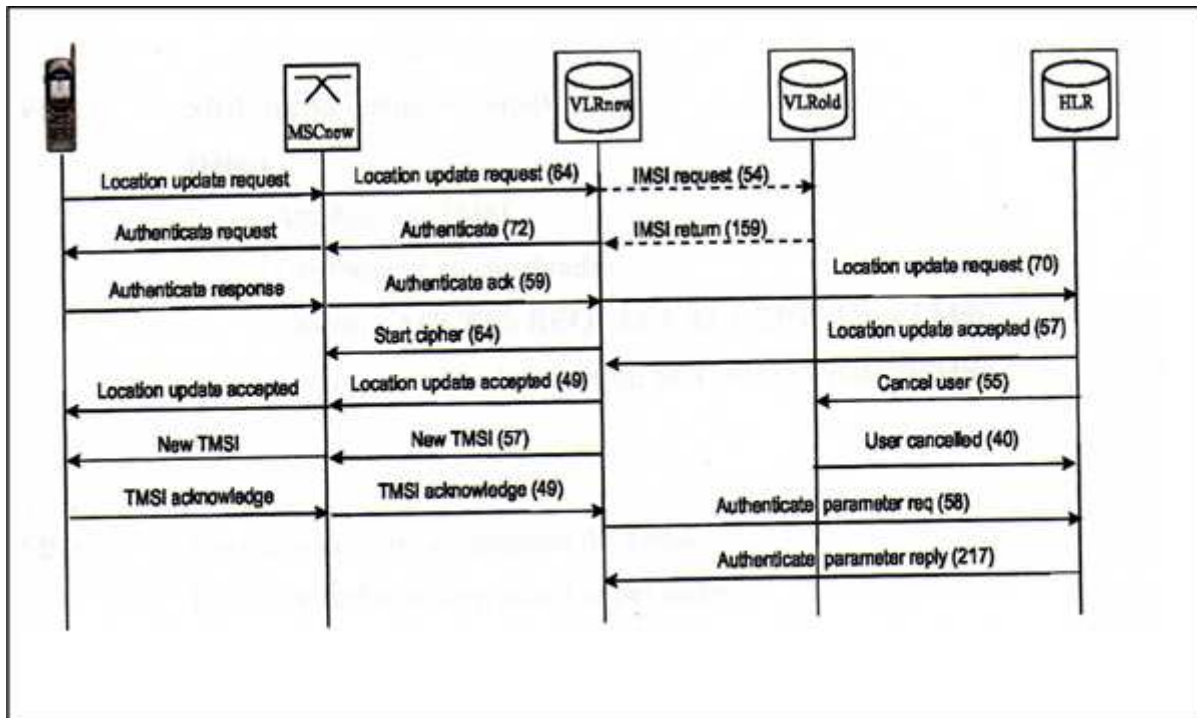 MSCnew
VLRnew
VLRold
HLR
Location update request
Location update request (64)
IMSI request (54)
Authenticate request
Authenticate (72)
IMSI return (159)
Location update request (70)
Authenticate response
Authenticate ack (59)
Start cipher (64)
Location update accepted (57)
Location update accepted
Location update accepted (49)
Cancel user (55)
New TMSI
New TMSI (57)
User cancelled (40)
TMSI acknowledge
TMSI acknowledge (49)
Authenticate parameter req (58)
Authenticate parameter reply (217)